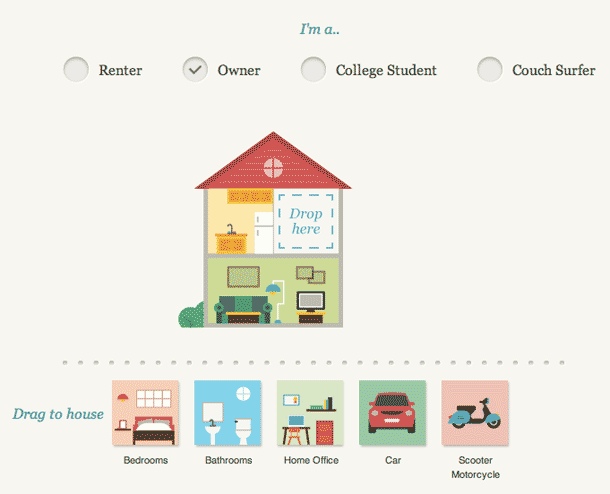 I'm a..
Renter
Owner
College Student
Couch Surfer
Drop
here
Drag to house
Bedrooms
Bathrooms
Home Office
Car
Scooter
Motorcycle